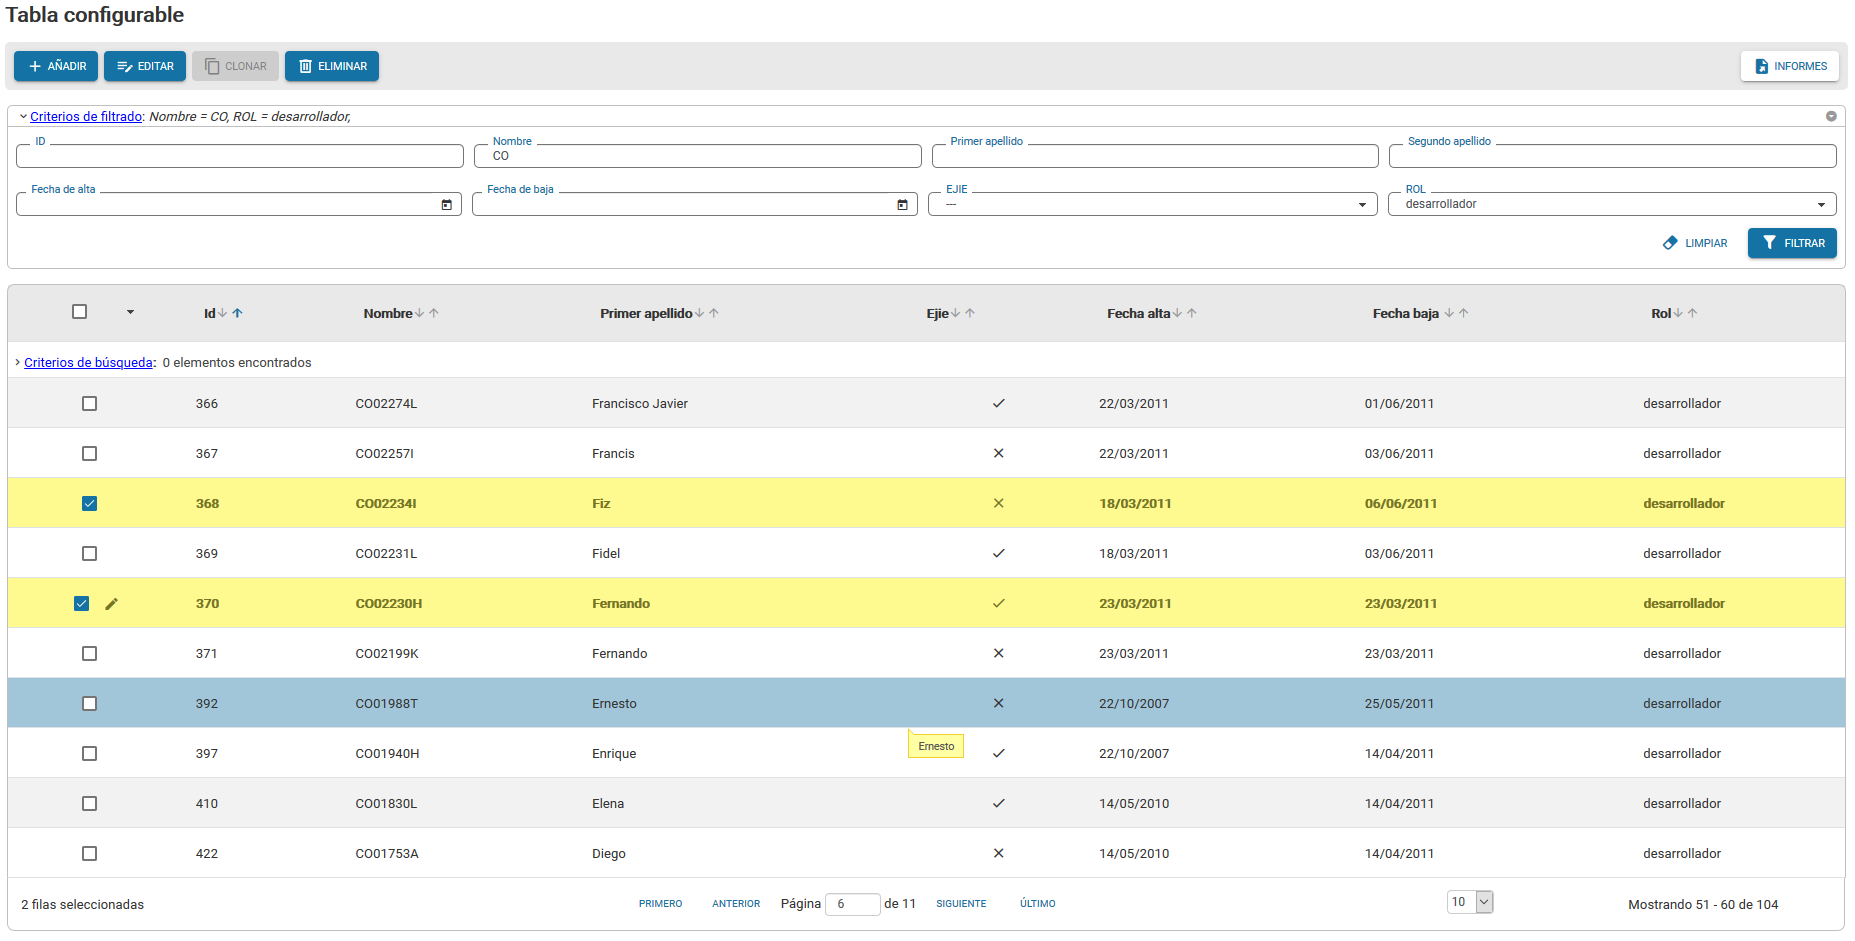 Tabla configurable
AÑADIR EDITAR CLONAR ELIMINAR INFORMES
Criterios de filtrado: Nombre = CO, ROL = desarrollador,
ID Nombre Primer apellido Segundo apellido
CO
Fecha de alta Fecha de baja EJIE ROL
--- desarrollador
LIMPIAR FILTRAR
Id Nombre Primer apellido Ejie Fecha alta Fecha baja Rol
Criterios de búsqueda: 0 elementos encontrados
366 CO02274L Francisco Javier 22/03/2011 01/06/2011 desarrollador
367 CO02257I Francis 22/03/2011 03/06/2011 desarrollador
368 CO02234I Fiz 18/03/2011 06/06/2011 desarrollador
369 CO02231L Fidel 18/03/2011 03/06/2011 desarrollador
370 CO02230H Fernando 23/03/2011 23/03/2011 desarrollador
371 CO02199K Fernando 23/03/2011 23/03/2011 desarrollador
392 CO01988T Ernesto 22/10/2007 25/05/2011 desarrollador
Ernesto
397 CO01940H Enrique 22/10/2007 14/04/2011 desarrollador
410 CO01830L Elena 14/05/2010 14/04/2011 desarrollador
422 CO01753A Diego 14/05/2010 14/04/2011 desarrollador
2 filas seleccionadas PRIMERO ANTERIOR Página 6 de 11 SIGUIENTE ÚLTIMO 10 Mostrando 51 - 60 de 104